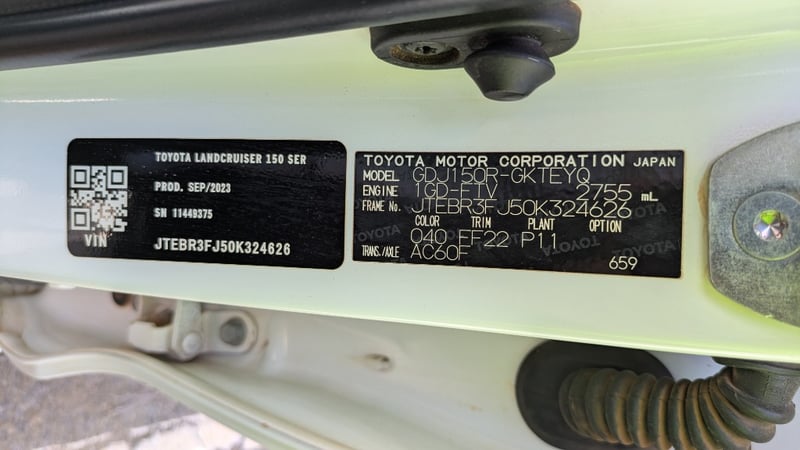 TOYOTA LANDCRUISER 150 SER
PROD. SEP/2023
SN 11449375
VIN
JTEBR3FJ50K324626
TOYOTA MOTOR CORPORATION JAPAN
MODEL GDJ150R-GKTEYQ
ENGINE 1GD-FTV 2755 mL
FRAME No. JTEBR3FJ50K324626
COLOR TRIM PLANT OPTION
040 FF22 P11
TRANS./AXLE AC60F
659